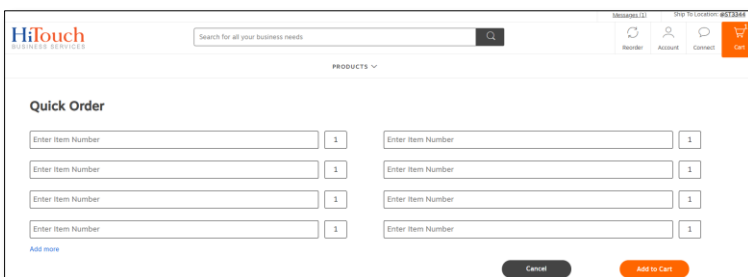 Messages (1) Ship To Location: #ST3344
HiTouch
BUSINESS SERVICES
Search for all your business needs
Reorder Account Connect Cart
PRODUCTS
Quick Order
Enter Item Number 1 Enter Item Number 1
Enter Item Number 1 Enter Item Number 1
Enter Item Number 1 Enter Item Number 1
Enter Item Number 1 Enter Item Number 1
Add more
Cancel Add to Cart